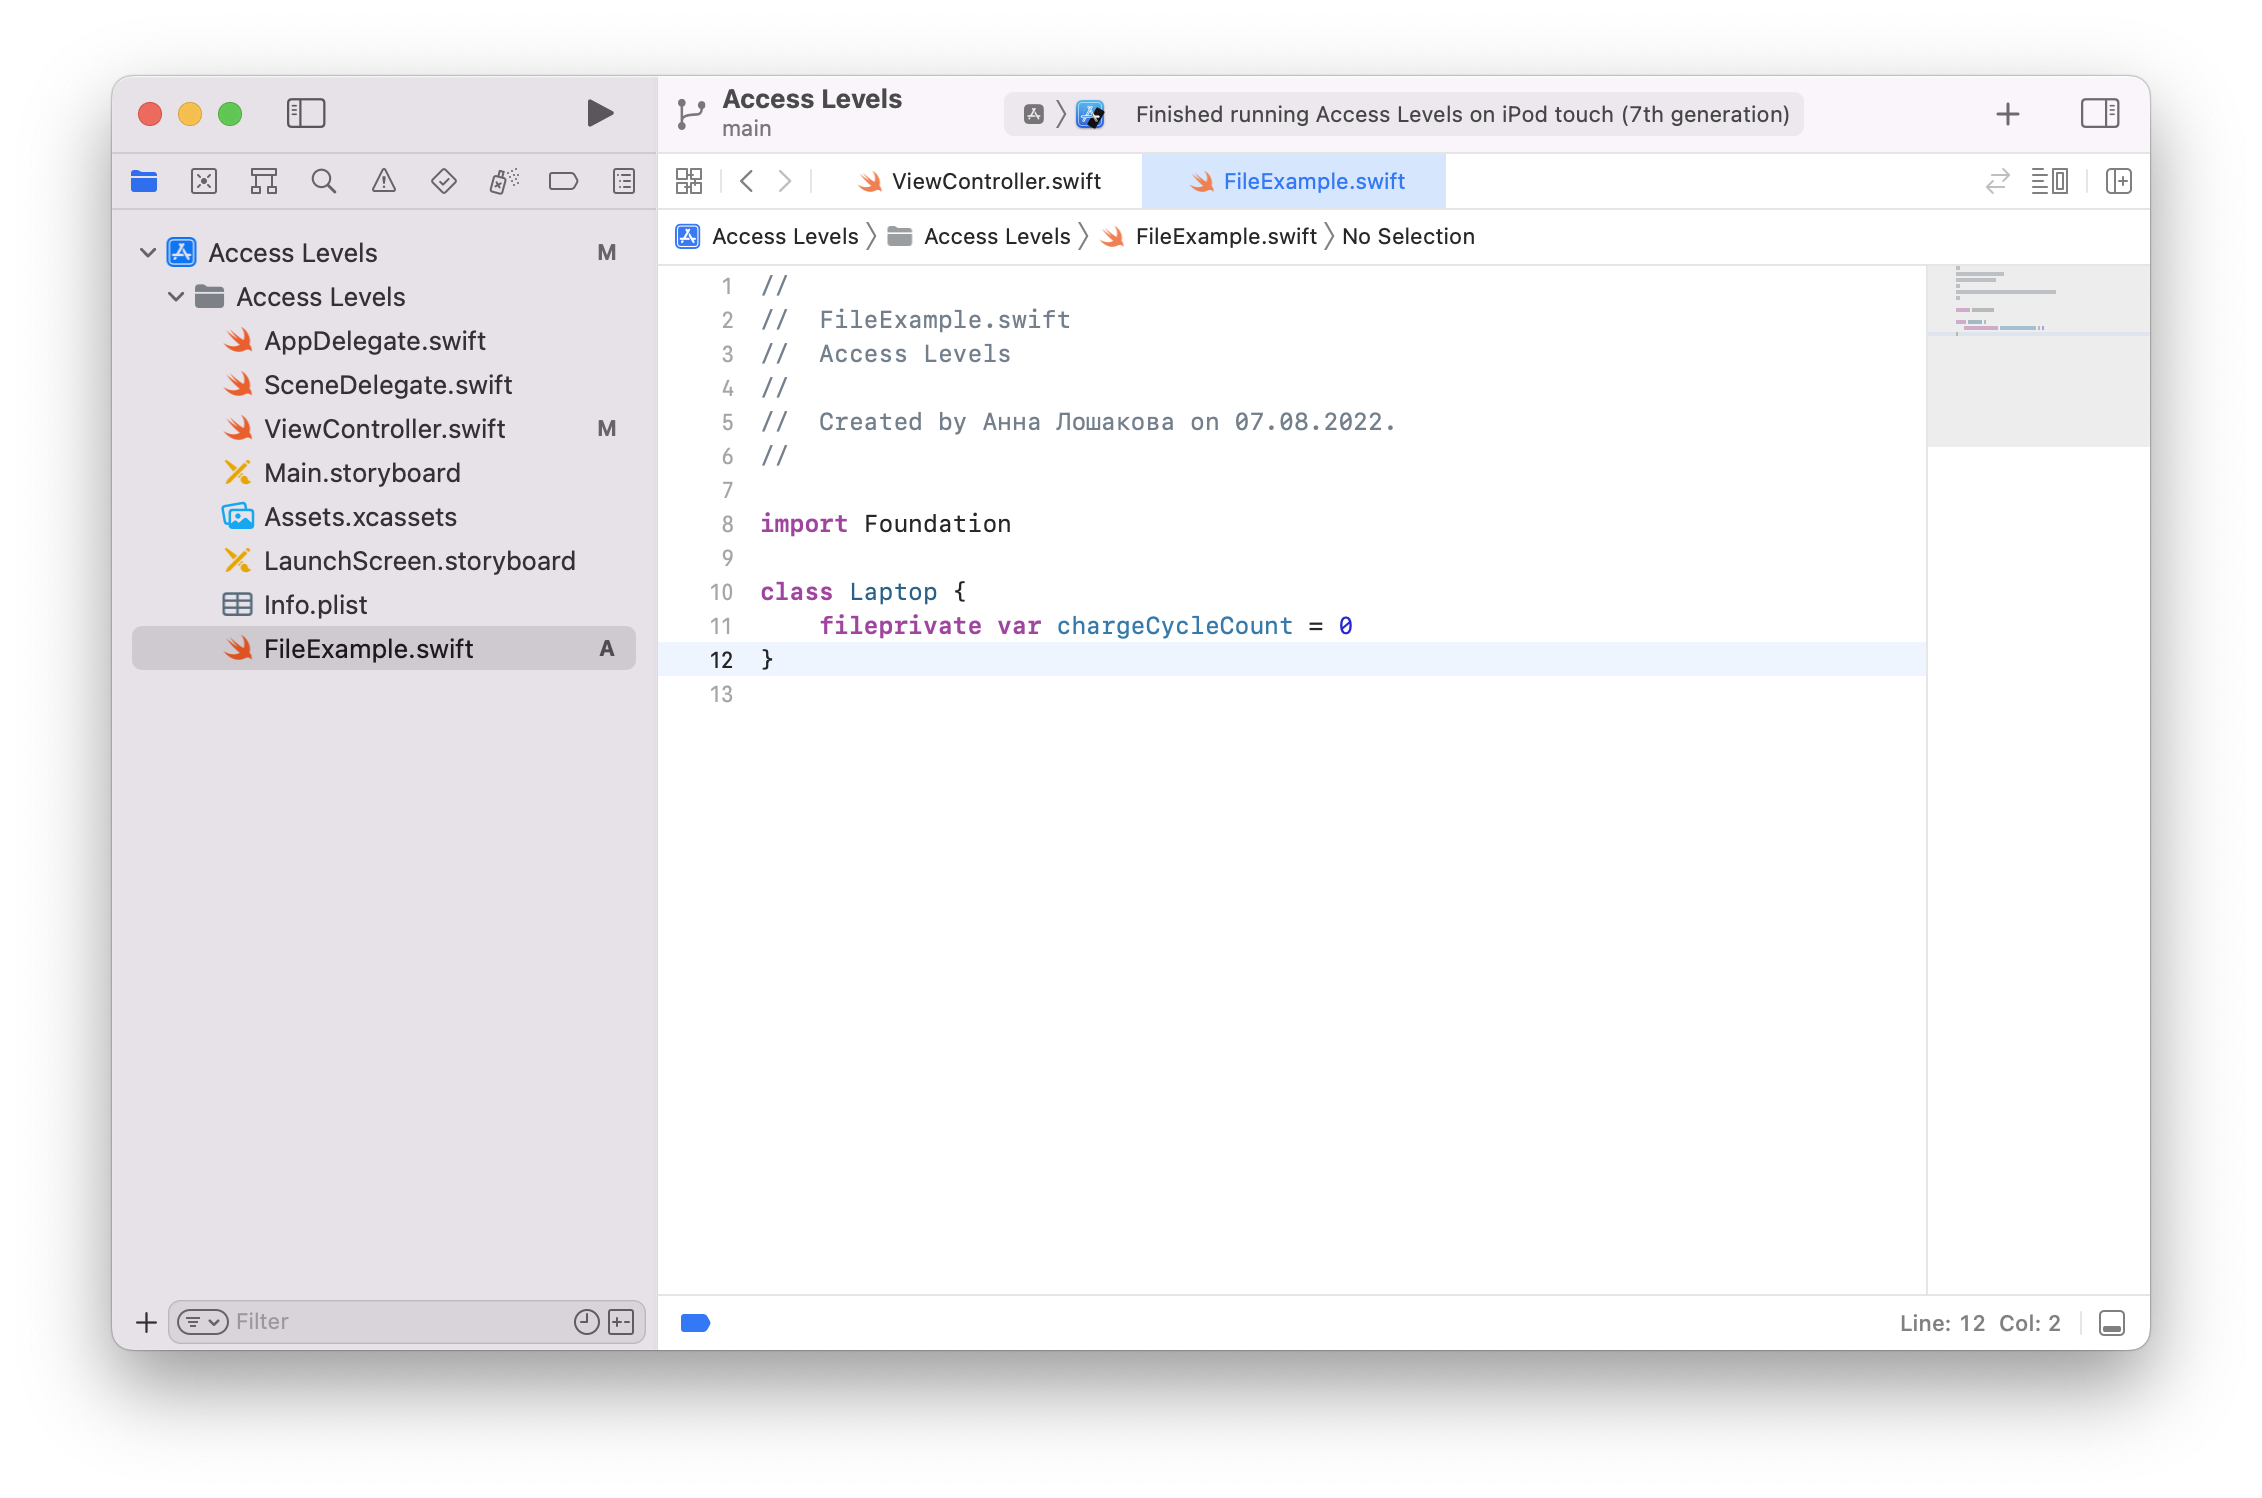 Access Levels
main
Finished running Access Levels on iPod touch (7th generation)
ViewController.swift
FileExample.swift
Access Levels
Access Levels
FileExample.swift
No Selection
Access Levels M
Access Levels
AppDelegate.swift
SceneDelegate.swift
ViewController.swift M
Main.storyboard
Assets.xcassets
LaunchScreen.storyboard
Info.plist
FileExample.swift A
Filter
1 //
2 //  FileExample.swift
3 //  Access Levels
4 //
5 //  Created by Анна Лошакова on 07.08.2022.
6 //
7
8 import Foundation
9
10 class Laptop {
11     fileprivate var chargeCycleCount = 0
12 }
13
Line: 12  Col: 2